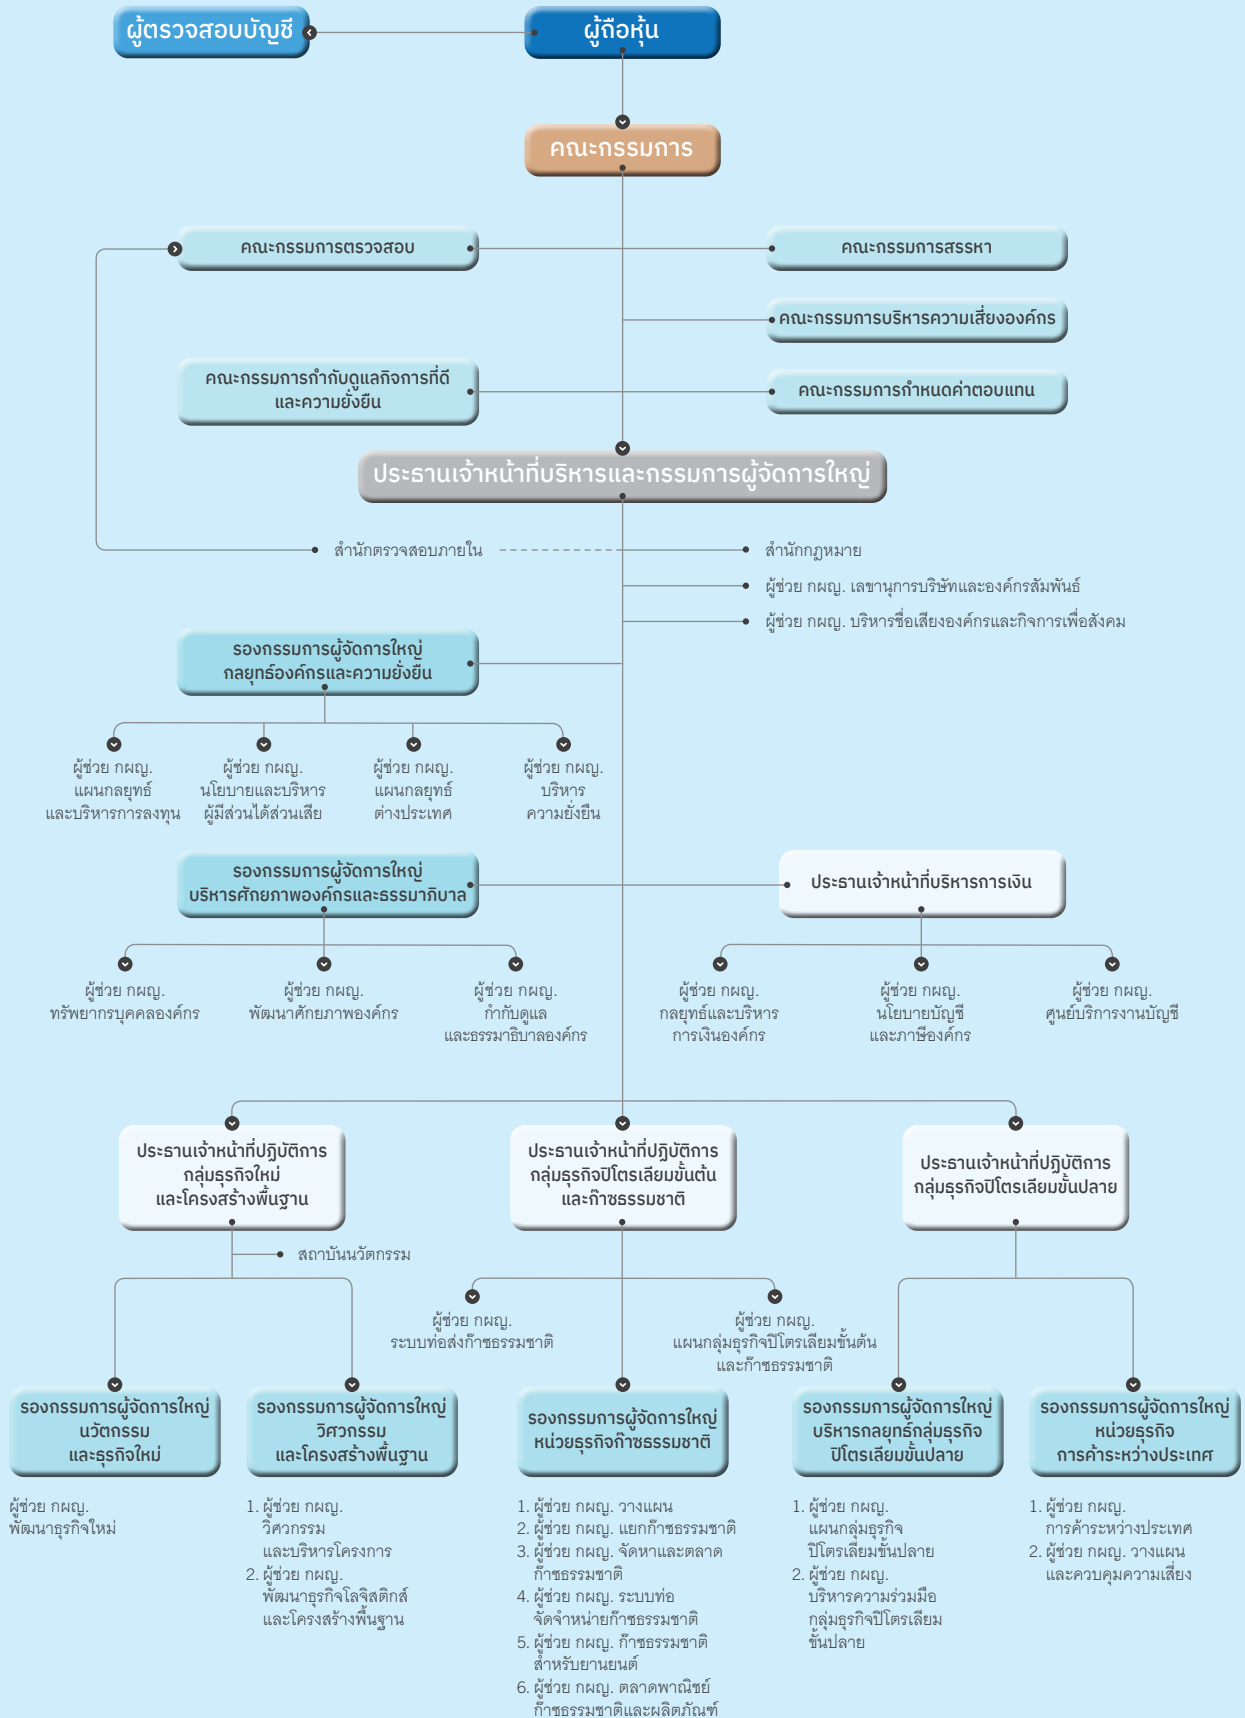 ผู้ตรวจสอบบัญชี
ผู้ถือหุ้น
คณะกรรมการ
คณะกรรมการตรวจสอบ
คณะกรรมการสรรหา
คณะกรรมการบริหารความเสี่ยงองค์กร
คณะกรรมการกำกับดูแลกิจการที่ดี
และความยั่งยืน
คณะกรรมการกำหนดค่าตอบแทน
ประธานเจ้าหน้าที่บริหารและกรรมการผู้จัดการใหญ่
สำนักตรวจสอบภายใน
สำนักกฎหมาย
ผู้ช่วย กผญ. เลขานุการบริษัทและองค์กรสัมพันธ์
ผู้ช่วย กผญ. บริหารชื่อเสียงองค์กรและกิจการเพื่อสังคม
รองกรรมการผู้จัดการใหญ่
กลยุทธ์องค์กรและความยั่งยืน
ผู้ช่วย กผญ.
แผนกลยุทธ์
และบริหารการลงทุน
ผู้ช่วย กผญ.
นโยบายและบริหาร
ผู้มีส่วนได้ส่วนเสีย
ผู้ช่วย กผญ.
แผนกลยุทธ์
ต่างประเทศ
ผู้ช่วย กผญ.
บริหาร
ความยั่งยืน
รองกรรมการผู้จัดการใหญ่
บริหารศักยภาพองค์กรและธรรมาภิบาล
ประธานเจ้าหน้าที่บริหารการเงิน
ผู้ช่วย กผญ.
ทรัพยากรบุคคลองค์กร
ผู้ช่วย กผญ.
พัฒนาศักยภาพองค์กร
ผู้ช่วย กผญ.
กำกับดูแล
และธรรมาธิบาลองค์กร
ผู้ช่วย กผญ.
กลยุทธ์และบริหาร
การเงินองค์กร
ผู้ช่วย กผญ.
นโยบายบัญชี
และภาษีองค์กร
ผู้ช่วย กผญ.
ศูนย์บริการงานบัญชี
ประธานเจ้าหน้าที่ปฏิบัติการ
กลุ่มธุรกิจใหม่
และโครงสร้างพื้นฐาน
ประธานเจ้าหน้าที่ปฏิบัติการ
กลุ่มธุรกิจปิโตรเลียมขั้นต้น
และก๊าซธรรมชาติ
ประธานเจ้าหน้าที่ปฏิบัติการ
กลุ่มธุรกิจปิโตรเลียมขั้นปลาย
สถาบันนวัตกรรม
ผู้ช่วย กผญ.
ระบบท่อส่งก๊าซธรรมชาติ
ผู้ช่วย กผญ.
แผนกลุ่มธุรกิจปิโตรเลียมขั้นต้น
และก๊าซธรรมชาติ
รองกรรมการผู้จัดการใหญ่
นวัตกรรม
และธุรกิจใหม่
รองกรรมการผู้จัดการใหญ่
วิศวกรรม
และโครงสร้างพื้นฐาน
รองกรรมการผู้จัดการใหญ่
หน่วยธุรกิจก๊าซธรรมชาติ
รองกรรมการผู้จัดการใหญ่
บริหารกลยุทธ์กลุ่มธุรกิจ
ปิโตรเลียมขั้นปลาย
รองกรรมการผู้จัดการใหญ่
หน่วยธุรกิจ
การค้าระหว่างประเทศ
ผู้ช่วย กผญ.
พัฒนาธุรกิจใหม่
1. ผู้ช่วย กผญ.
วิศวกรรม
และบริหารโครงการ
2. ผู้ช่วย กผญ.
พัฒนาธุรกิจโลจิสติกส์
และโครงสร้างพื้นฐาน
1. ผู้ช่วย กผญ. วางแผน
2. ผู้ช่วย กผญ. แยกก๊าซธรรมชาติ
3. ผู้ช่วย กผญ. จัดหาและตลาด
ก๊าซธรรมชาติ
4. ผู้ช่วย กผญ. ระบบท่อ
จัดจำหน่ายก๊าซธรรมชาติ
5. ผู้ช่วย กผญ. ก๊าซธรรมชาติ
สำหรับยานยนต์
6. ผู้ช่วย กผญ. ตลาดพาณิชย์
ก๊าซธรรมชาติและผลิตภัณฑ์
1. ผู้ช่วย กผญ.
แผนกลุ่มธุรกิจ
ปิโตรเลียมขั้นปลาย
2. ผู้ช่วย กผญ.
บริหารความร่วมมือ
กลุ่มธุรกิจปิโตรเลียม
ขั้นปลาย
1. ผู้ช่วย กผญ.
การค้าระหว่างประเทศ
2. ผู้ช่วย กผญ. วางแผน
และควบคุมความเสี่ยง